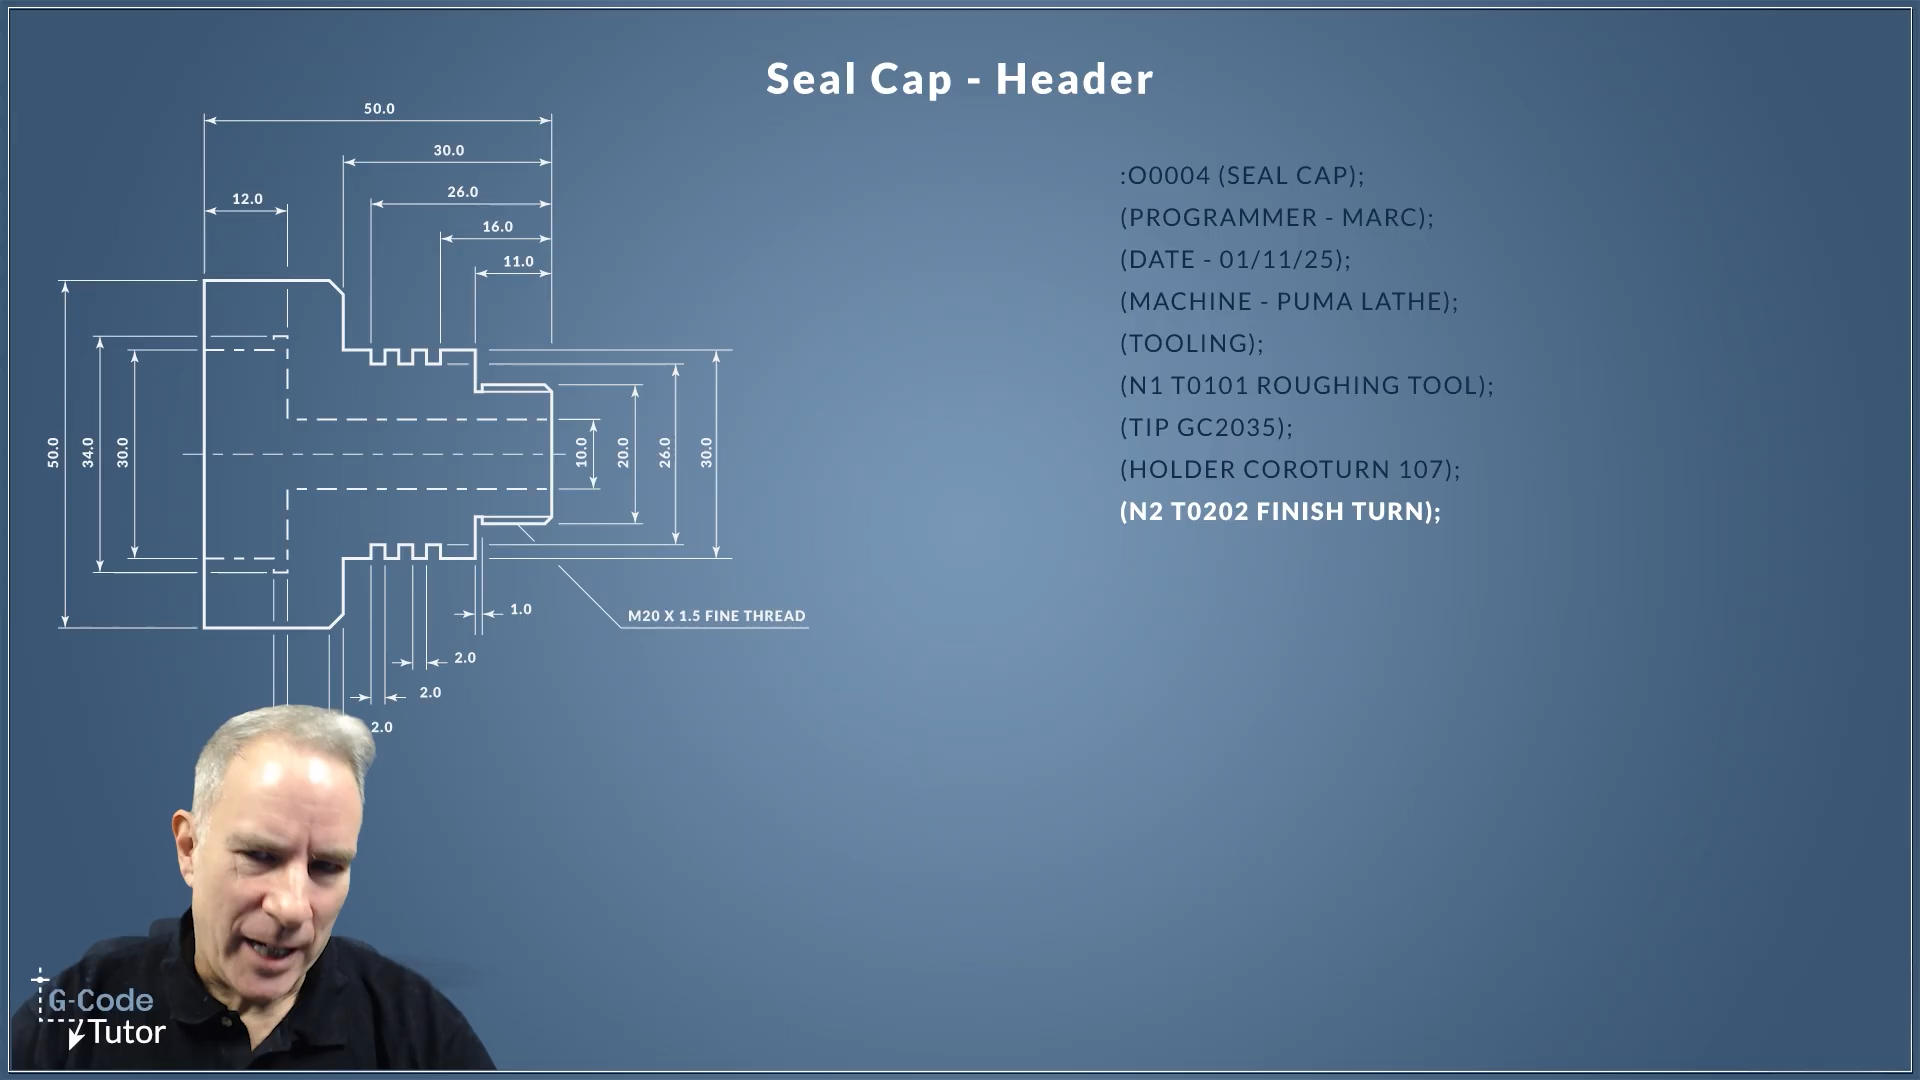 Seal Cap - Header
50.0
30.0
12.0
26.0
16.0
11.0
50.0
34.0
30.0
10.0
20.0
26.0
30.0
1.0
M20 X 1.5 FINE THREAD
2.0
2.0
2.0
:O0004 (SEAL CAP);
(PROGRAMMER - MARC);
(DATE - 01/11/25);
(MACHINE - PUMA LATHE);
(TOOLING);
(N1 T0101 ROUGHING TOOL);
(TIP GC2035);
(HOLDER COROTURN 107);
(N2 T0202 FINISH TURN);
G-Code
Tutor